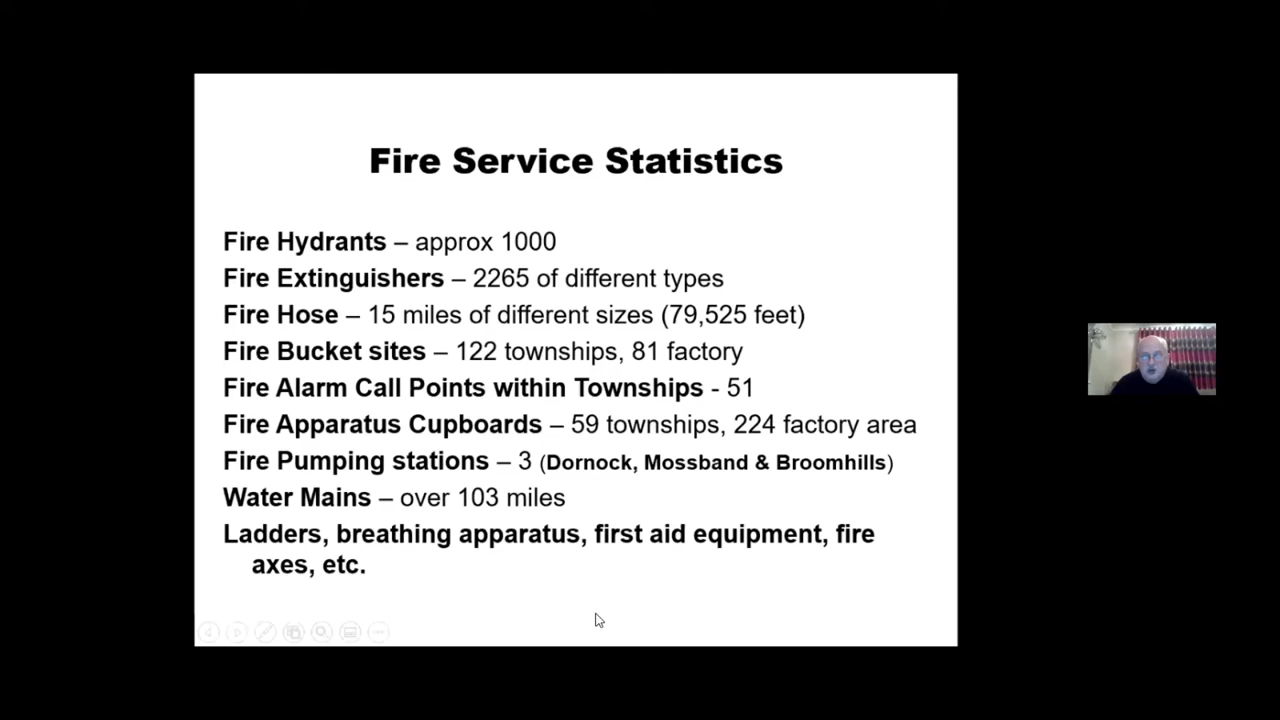 Fire Service Statistics
Fire Hydrants – approx 1000
Fire Extinguishers – 2265 of different types
Fire Hose – 15 miles of different sizes (79,525 feet)
Fire Bucket sites – 122 townships, 81 factory
Fire Alarm Call Points within Townships - 51
Fire Apparatus Cupboards – 59 townships, 224 factory area
Fire Pumping stations – 3 (Dornock, Mossband & Broomhills)
Water Mains – over 103 miles
Ladders, breathing apparatus, first aid equipment, fire
axes, etc.